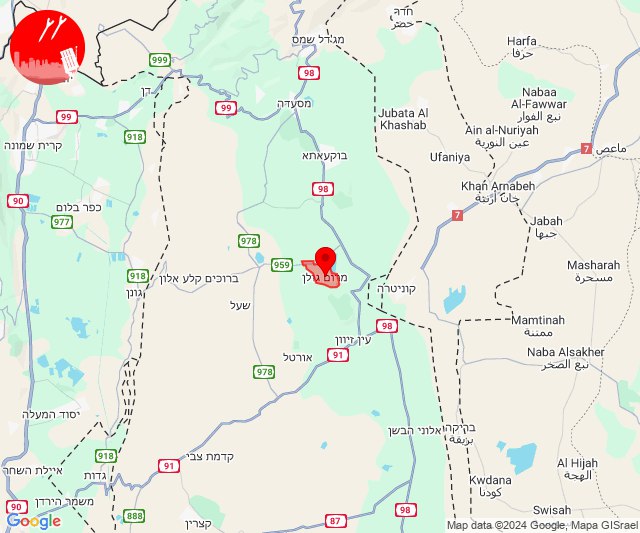 חדר
حضر
מג'דל שמס
Harfa
حرفا
999
98
דן
99
מסעדה
99
Nabaa
Al-Fawwar
نبع الفوار
Jubata Al
Khashab
918
Ain al-Nuriyah
عين النورية
קרית שמונה
בוקעאתא
7
ماعص
Ufaniya
98
Khan Arnabeh
خان أرنبة
90
כפר בלום
977
7
Jabah
جبها
978
959
918
גונן
ברוכים קלע אלון
מרום גולן
קוניטרה
Masharah
مسحرة
שעל
Mamtinah
ممتنة
98
עין זיוון
91
אורטל
Naba Alsakher
نبع الصخر
978
יסוד המעלה
אלוני הבשן
בריקה
بريقة
918
קדמת צבי
91
איילת השחר
גדות
Al Hijah
الهجة
Kwdana
كودنا
90
משמר הירדן
888
קצרין
87
98
Swisah
Google
Map data ©2024 Google, Mapa GISrael